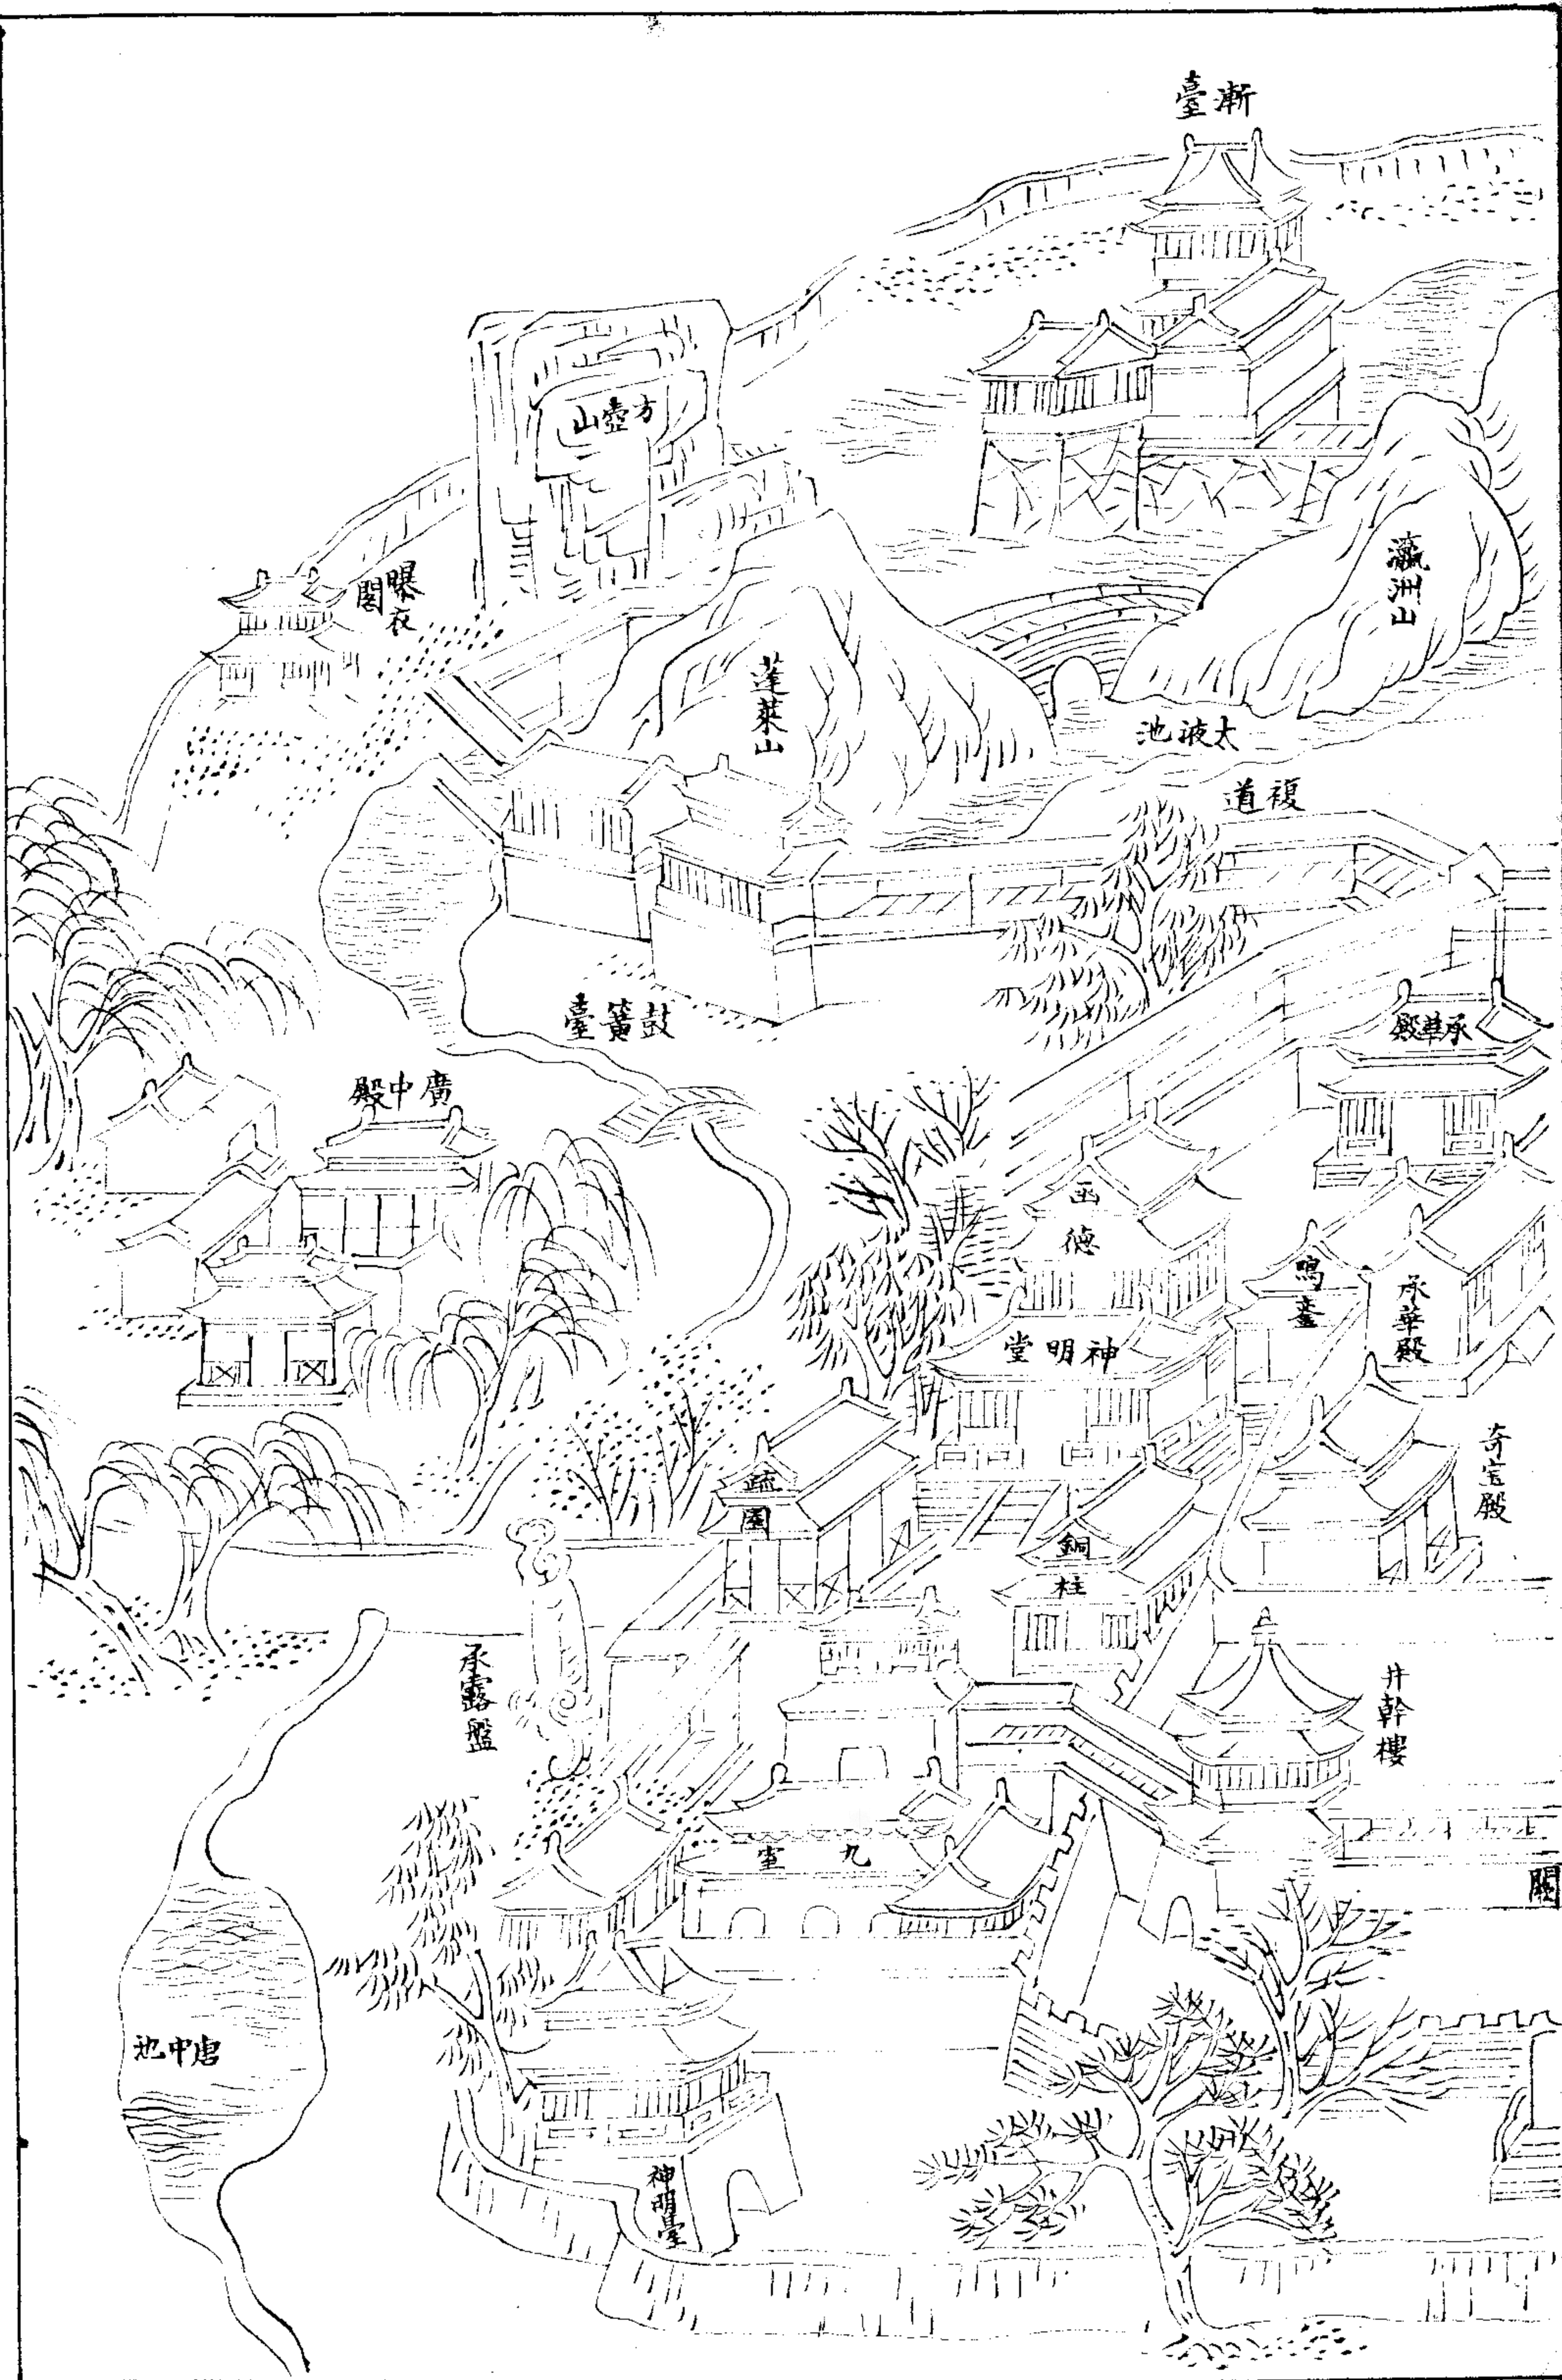 漸臺
方壺山
曝衣
閣
瀛洲山
蓬萊山
太液池
複道
鼓簧臺
承華殿
廣中殿
函德
鳴鑾
承華殿
神明堂
奇宝殿
疏圃
銅柱
承露盤
井幹樓
九室
闕
唐中池
神明臺